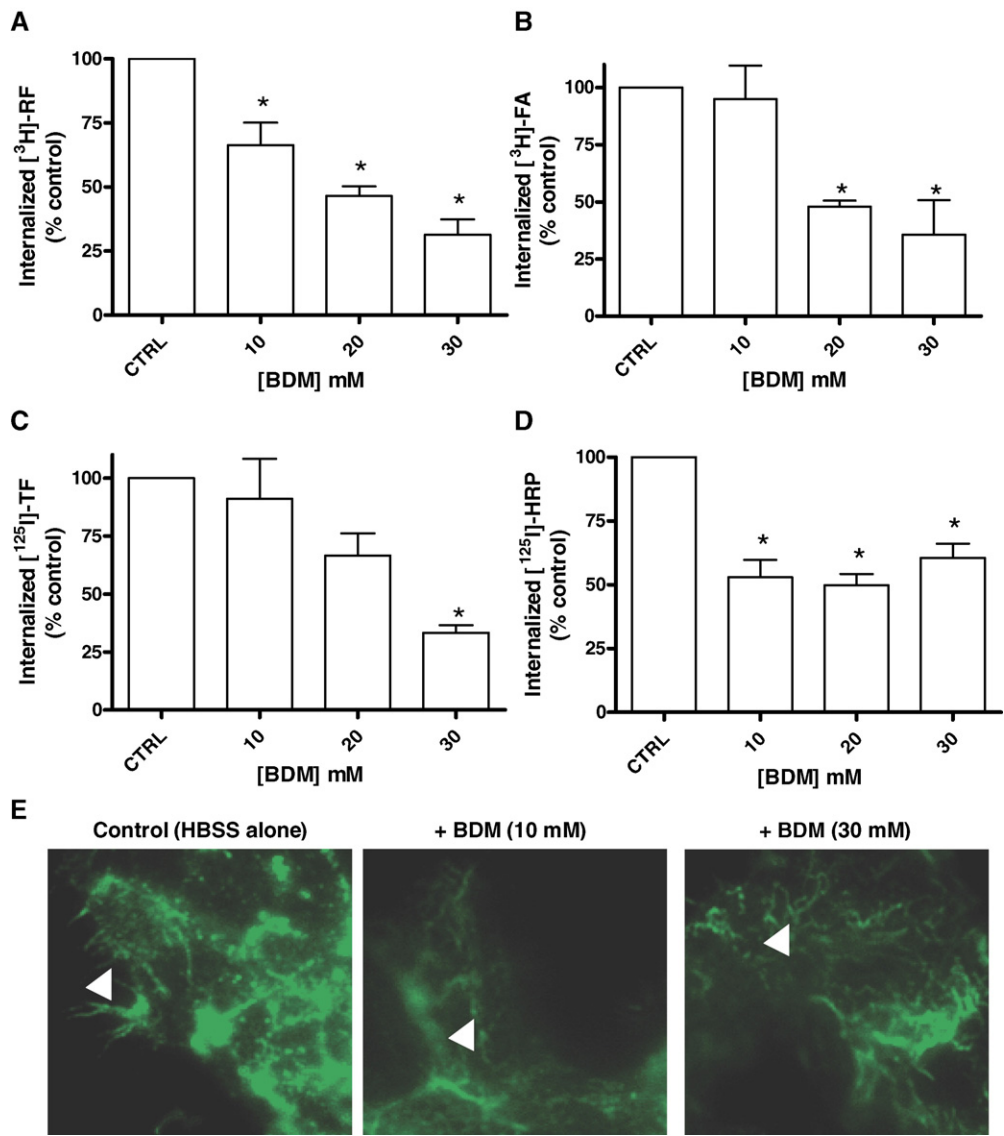 A
Internalized [³H]-RF
(% control)
100
75
50
25
0
*
*
*
CTRL
10
20
30
[BDM] mM
B
Internalized [³H]-FA
(% control)
100
75
50
25
0
*
*
CTRL
10
20
30
[BDM] mM
C
Internalized [¹²⁵I]-TF
(% control)
100
75
50
25
0
*
CTRL
10
20
30
[BDM] mM
D
Internalized [¹²⁵I]-HRP
(% control)
100
75
50
25
0
*
*
*
CTRL
10
20
30
[BDM] mM
E
Control (HBSS alone)
+ BDM (10 mM)
+ BDM (30 mM)